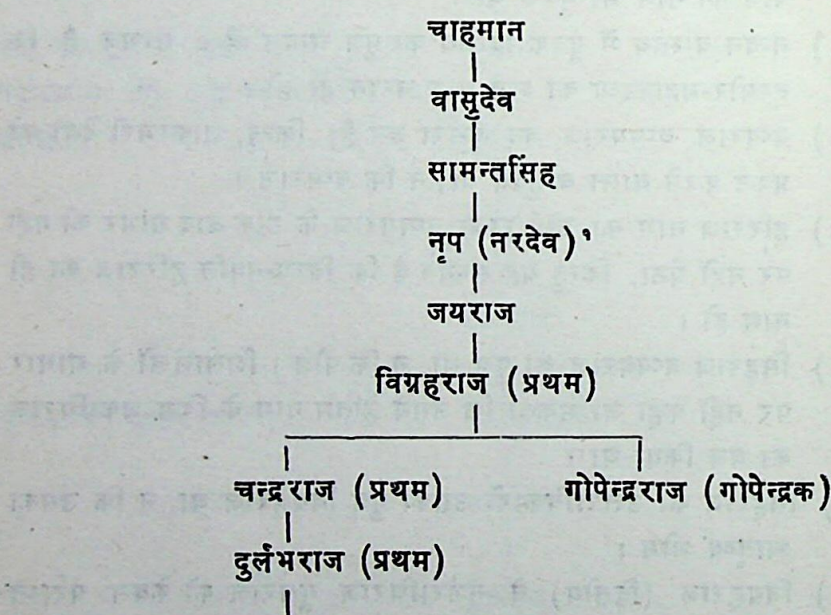 चाहमान
वासुदेव
सामन्तसिंह
नृप (नरदेव)¹
जयराज
विग्रहराज (प्रथम)
चन्द्रराज (प्रथम) गोपेन्द्रराज (गोपेन्द्रक)
दुर्लभराज (प्रथम)